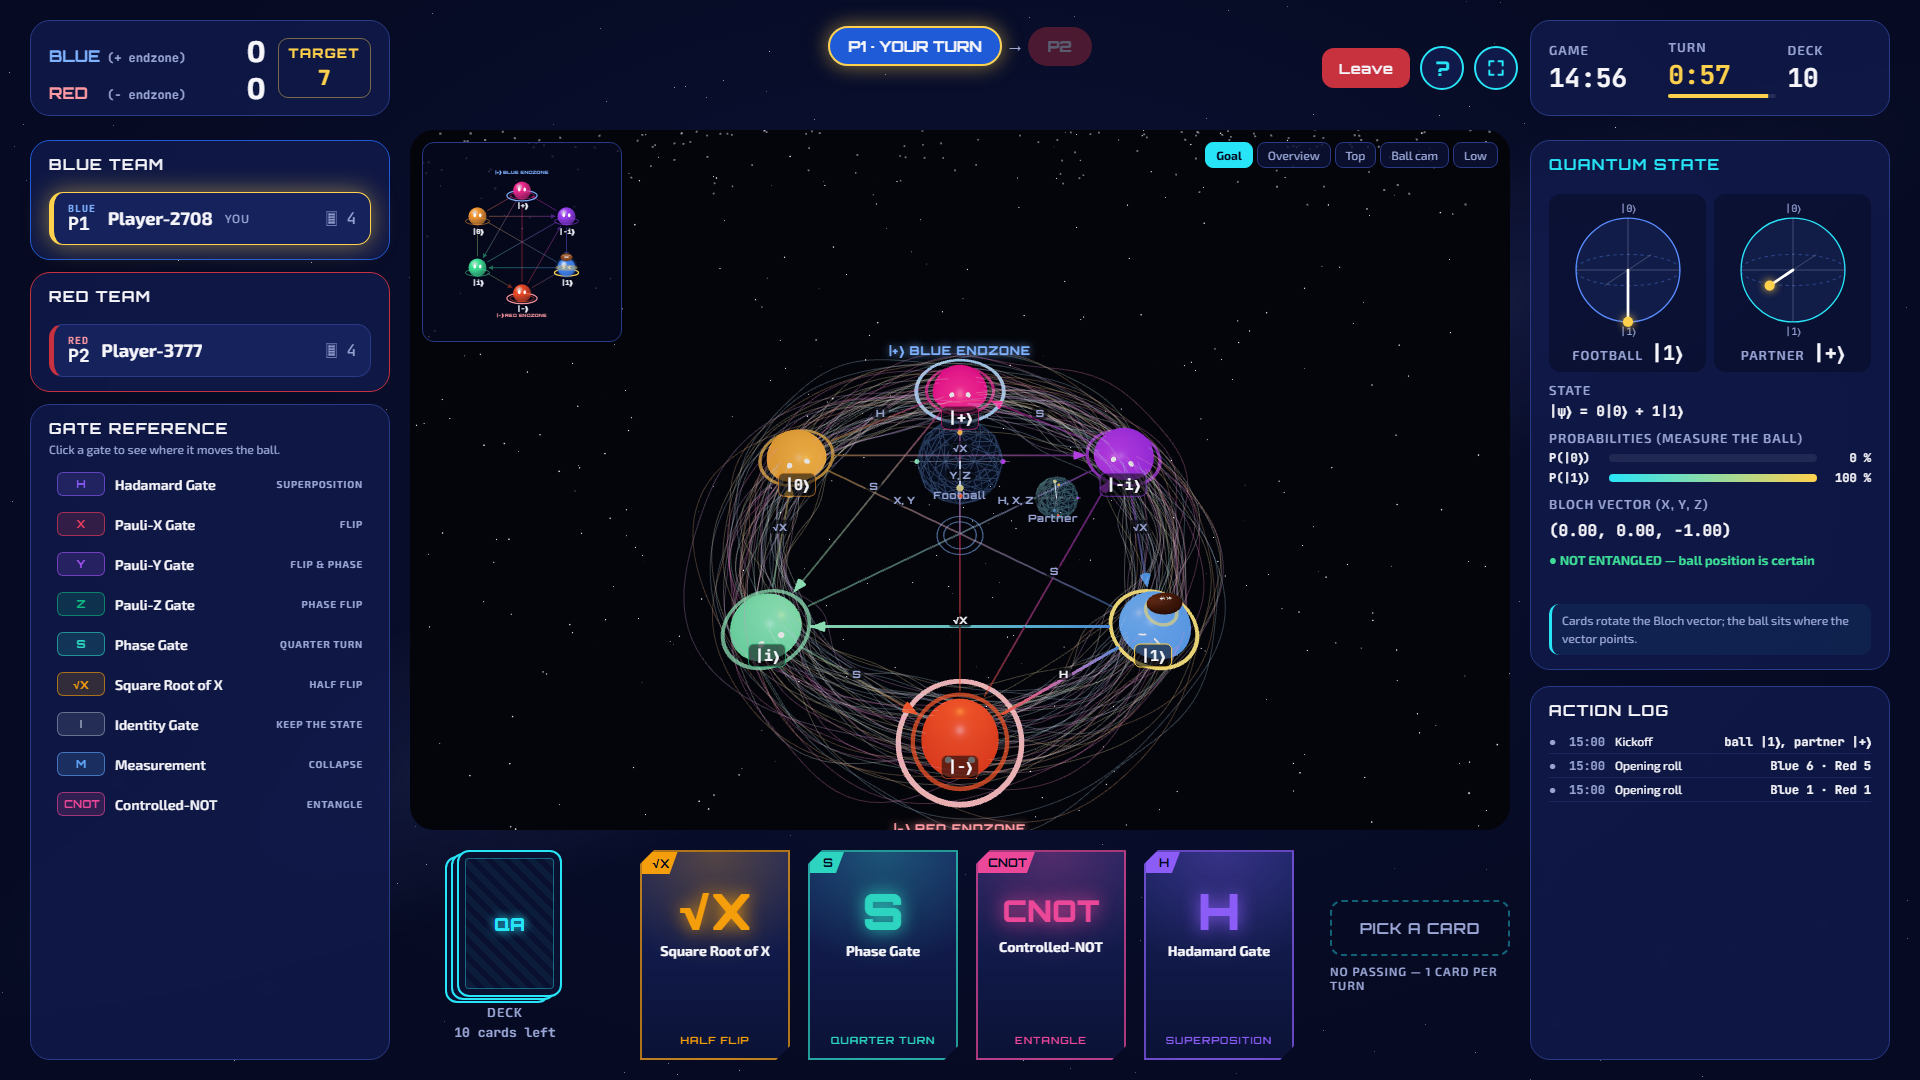 BLUE (+ endzone) 0
RED (- endzone) 0
TARGET
7
P1 · YOUR TURN → P2
Leave
?
GAME
14:56
TURN
0:57
DECK
10
BLUE TEAM
BLUE
P1 Player-2708 YOU 4
RED TEAM
RED
P2 Player-3777 4
GATE REFERENCE
Click a gate to see where it moves the ball.
H Hadamard Gate SUPERPOSITION
X Pauli-X Gate FLIP
Y Pauli-Y Gate FLIP & PHASE
Z Pauli-Z Gate PHASE FLIP
S Phase Gate QUARTER TURN
√X Square Root of X HALF FLIP
I Identity Gate KEEP THE STATE
M Measurement COLLAPSE
CNOT Controlled-NOT ENTANGLE
|+⟩ BLUE ENDZONE
|+⟩
|0⟩
|-i⟩
|i⟩
|1⟩
|-⟩
|-⟩ RED ENDZONE
Goal
Overview
Top
Ball cam
Low
|+⟩ BLUE ENDZONE
|+⟩
H
S
√X
|0⟩
|-i⟩
Y, Z
Football
S
X, Y
H, X, Z
Partner
√X
√X
S
√X
|i⟩
|1⟩
S
H
|-⟩
|-⟩ RED ENDZONE
QA
DECK
10 cards left
√X
√X
Square Root of X
HALF FLIP
S
S
Phase Gate
QUARTER TURN
CNOT
CNOT
Controlled-NOT
ENTANGLE
H
H
Hadamard Gate
SUPERPOSITION
PICK A CARD
NO PASSING — 1 CARD PER
TURN
QUANTUM STATE
|0⟩
|1⟩
FOOTBALL |1⟩
|0⟩
|1⟩
PARTNER |+⟩
STATE
|ψ⟩ = 0|0⟩ + 1|1⟩
PROBABILITIES (MEASURE THE BALL)
P(|0⟩) 0 %
P(|1⟩) 100 %
BLOCH VECTOR (X, Y, Z)
(0.00, 0.00, -1.00)
● NOT ENTANGLED — ball position is certain
Cards rotate the Bloch vector; the ball sits where the
vector points.
ACTION LOG
● 15:00 Kickoff ball |1⟩, partner |+⟩
● 15:00 Opening roll Blue 6 · Red 5
● 15:00 Opening roll Blue 1 · Red 1